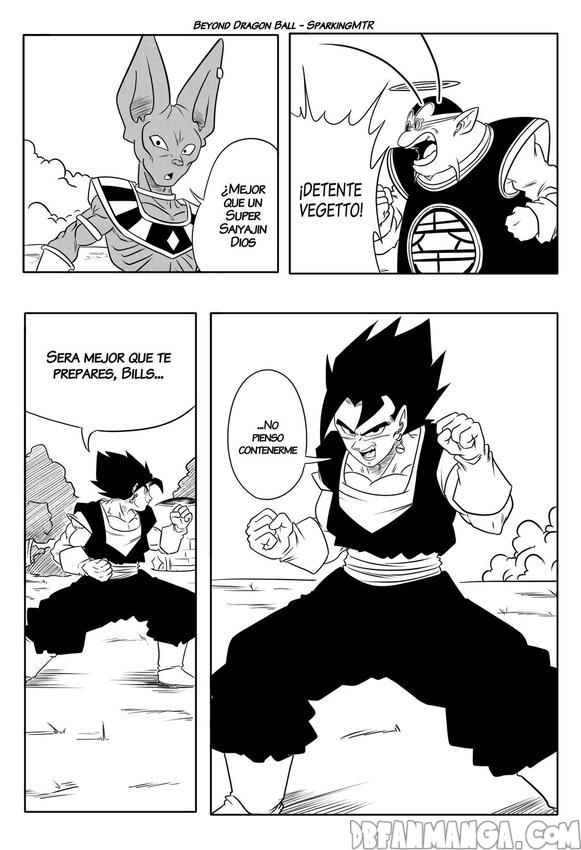 Beyond Dragon Ball - SparkingMTR
¿Mejor
que un
Super
Saiyajin
Dios
¡Detente
Vegetto!
Sera mejor que te
prepares, Bills...
...No
pienso
contenerme
DBFANMANGA.COM